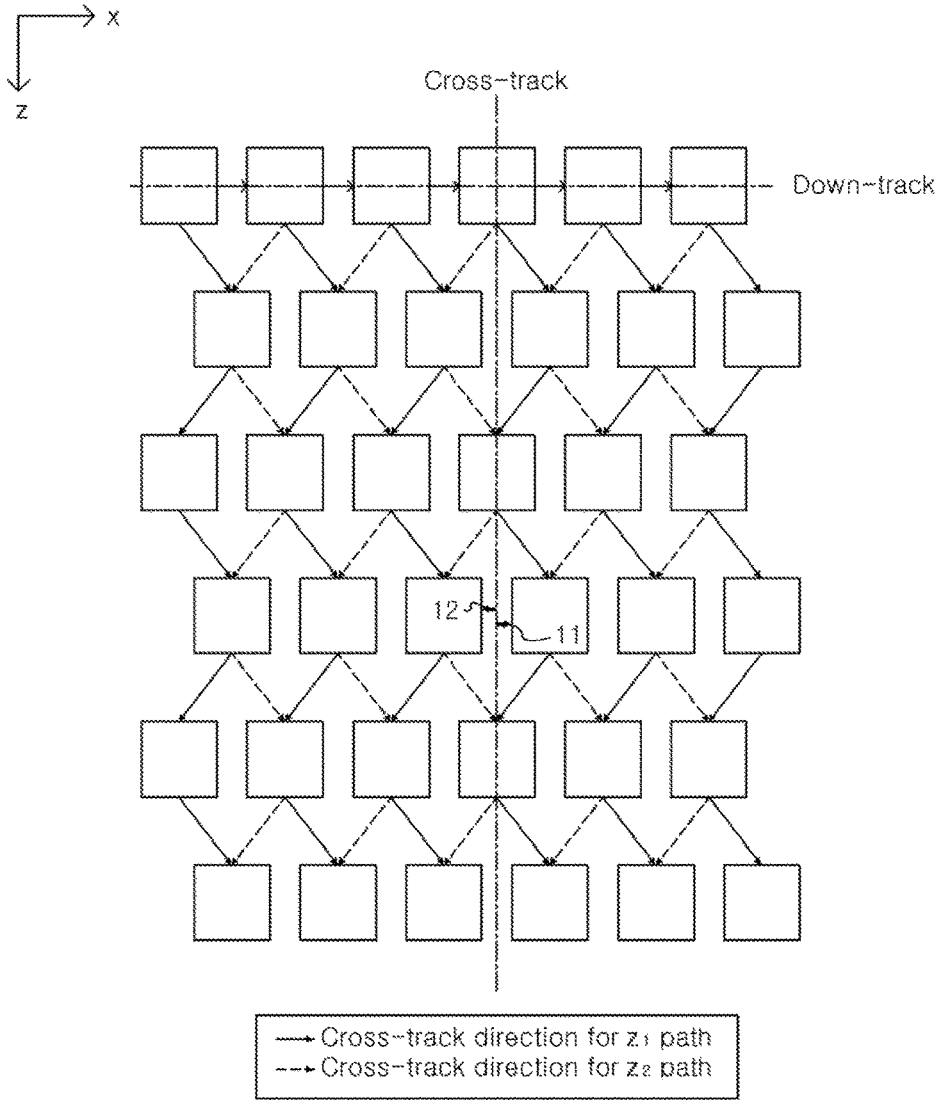 x
z
Cross-track
Down-track
12
11
Cross-track direction for z₁ path
Cross-track direction for z₂ path